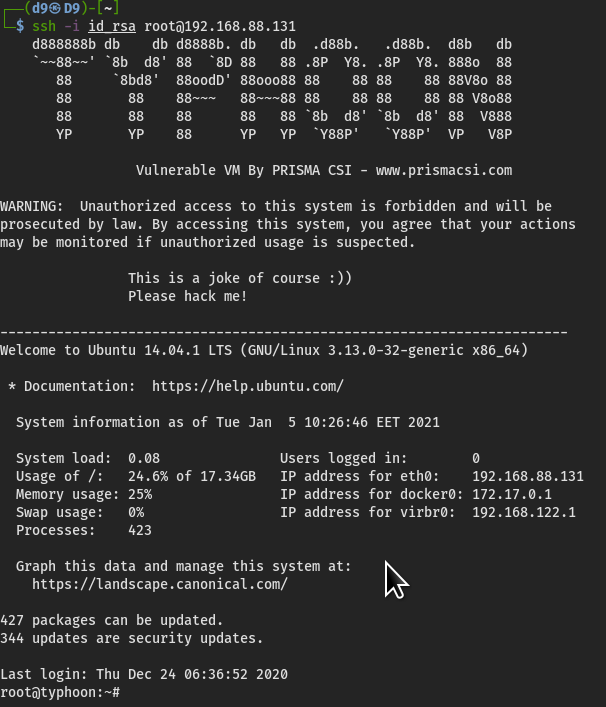 ┌──(d9㉿D9)-[~]
└─$ ssh -i id_rsa root@192.168.88.131
    d888888b db    db d8888b. db   db  .d88b.   .d88b.  d8b   db
    `~~88~~' `8b  d8' 88  `8D 88   88 .8P  Y8. .8P  Y8. 888o  88
       88     `8bd8'  88oodD' 88ooo88 88    88 88    88 88V8o 88
       88       88    88~~~   88~~~88 88    88 88    88 88 V8o88
       88       88    88      88   88 `8b  d8' `8b  d8' 88  V888
       YP       YP    88      YP   YP  `Y88P'   `Y88P'  VP   V8P
                 Vulnerable VM By PRISMA CSI - www.prismacsi.com
WARNING:  Unauthorized access to this system is forbidden and will be
prosecuted by law. By accessing this system, you agree that your actions
may be monitored if unauthorized usage is suspected.
                This is a joke of course :))
                Please hack me!
-----------------------------------------------------------------------
Welcome to Ubuntu 14.04.1 LTS (GNU/Linux 3.13.0-32-generic x86_64)
 * Documentation:  https://help.ubuntu.com/
  System information as of Tue Jan  5 10:26:46 EET 2021
  System load:  0.08               Users logged in:        0
  Usage of /:   24.6% of 17.34GB   IP address for eth0:    192.168.88.131
  Memory usage: 25%                IP address for docker0: 172.17.0.1
  Swap usage:   0%                 IP address for virbr0:  192.168.122.1
  Processes:    423
  Graph this data and manage this system at:
    https://landscape.canonical.com/
427 packages can be updated.
344 updates are security updates.
Last login: Thu Dec 24 06:36:52 2020
root@typhoon:~#